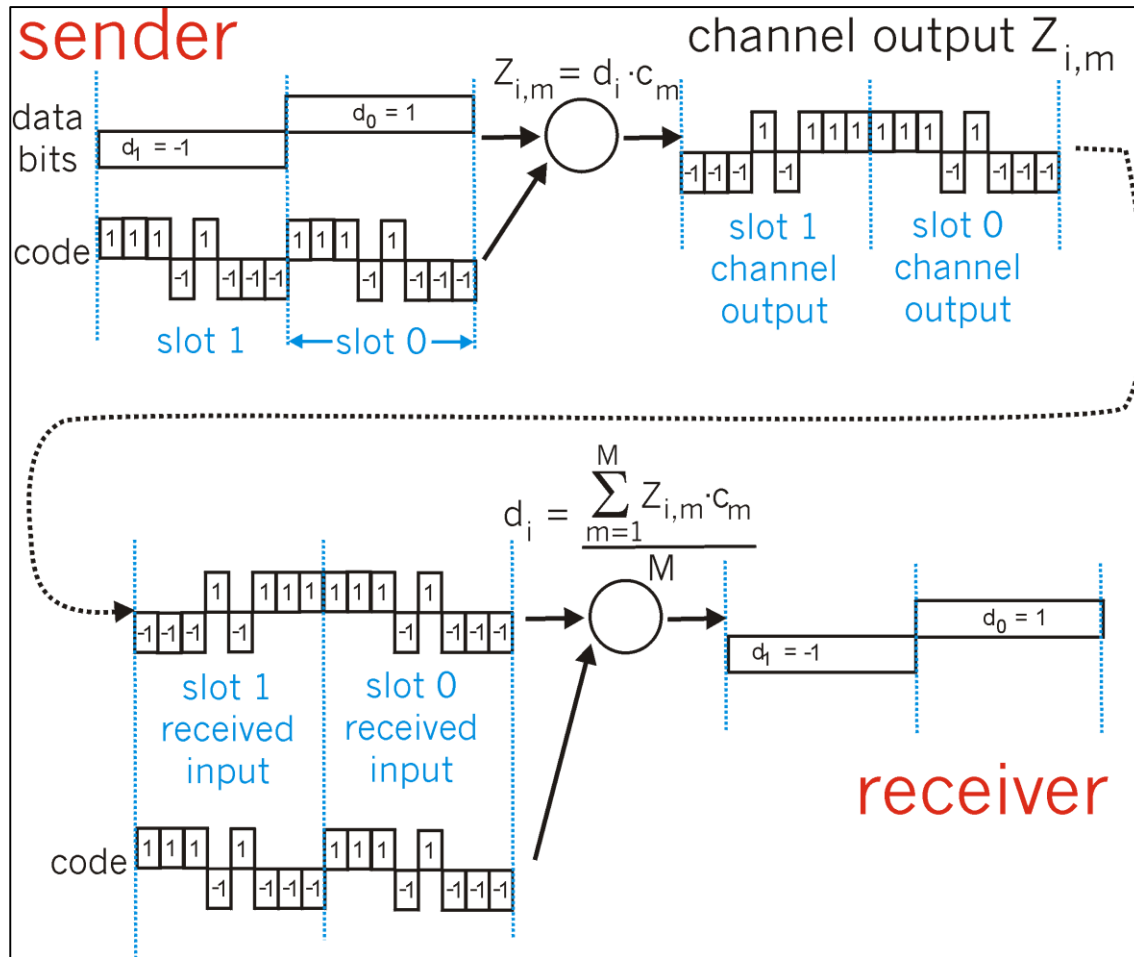 sender
channel output Z i,m
Z i,m = d i · c m
data bits
d 1 = -1
d 0 = 1
code
1 1 1 -1 1 -1 -1 -1
1 1 1 -1 1 -1 -1 -1
slot 1
slot 0
-1 -1 -1 1 -1 1 1 1
1 1 1 -1 1 -1 -1 -1
slot 1
channel
output
slot 0
channel
output
d i = M ∑ m=1 Z i,m · c m
M
-1 -1 -1 1 -1 1 1 1
1 1 1 -1 1 -1 -1 -1
slot 1
received
input
slot 0
received
input
d 1 = -1
d 0 = 1
receiver
code
1 1 1 -1 1 -1 -1 -1
1 1 1 -1 1 -1 -1 -1